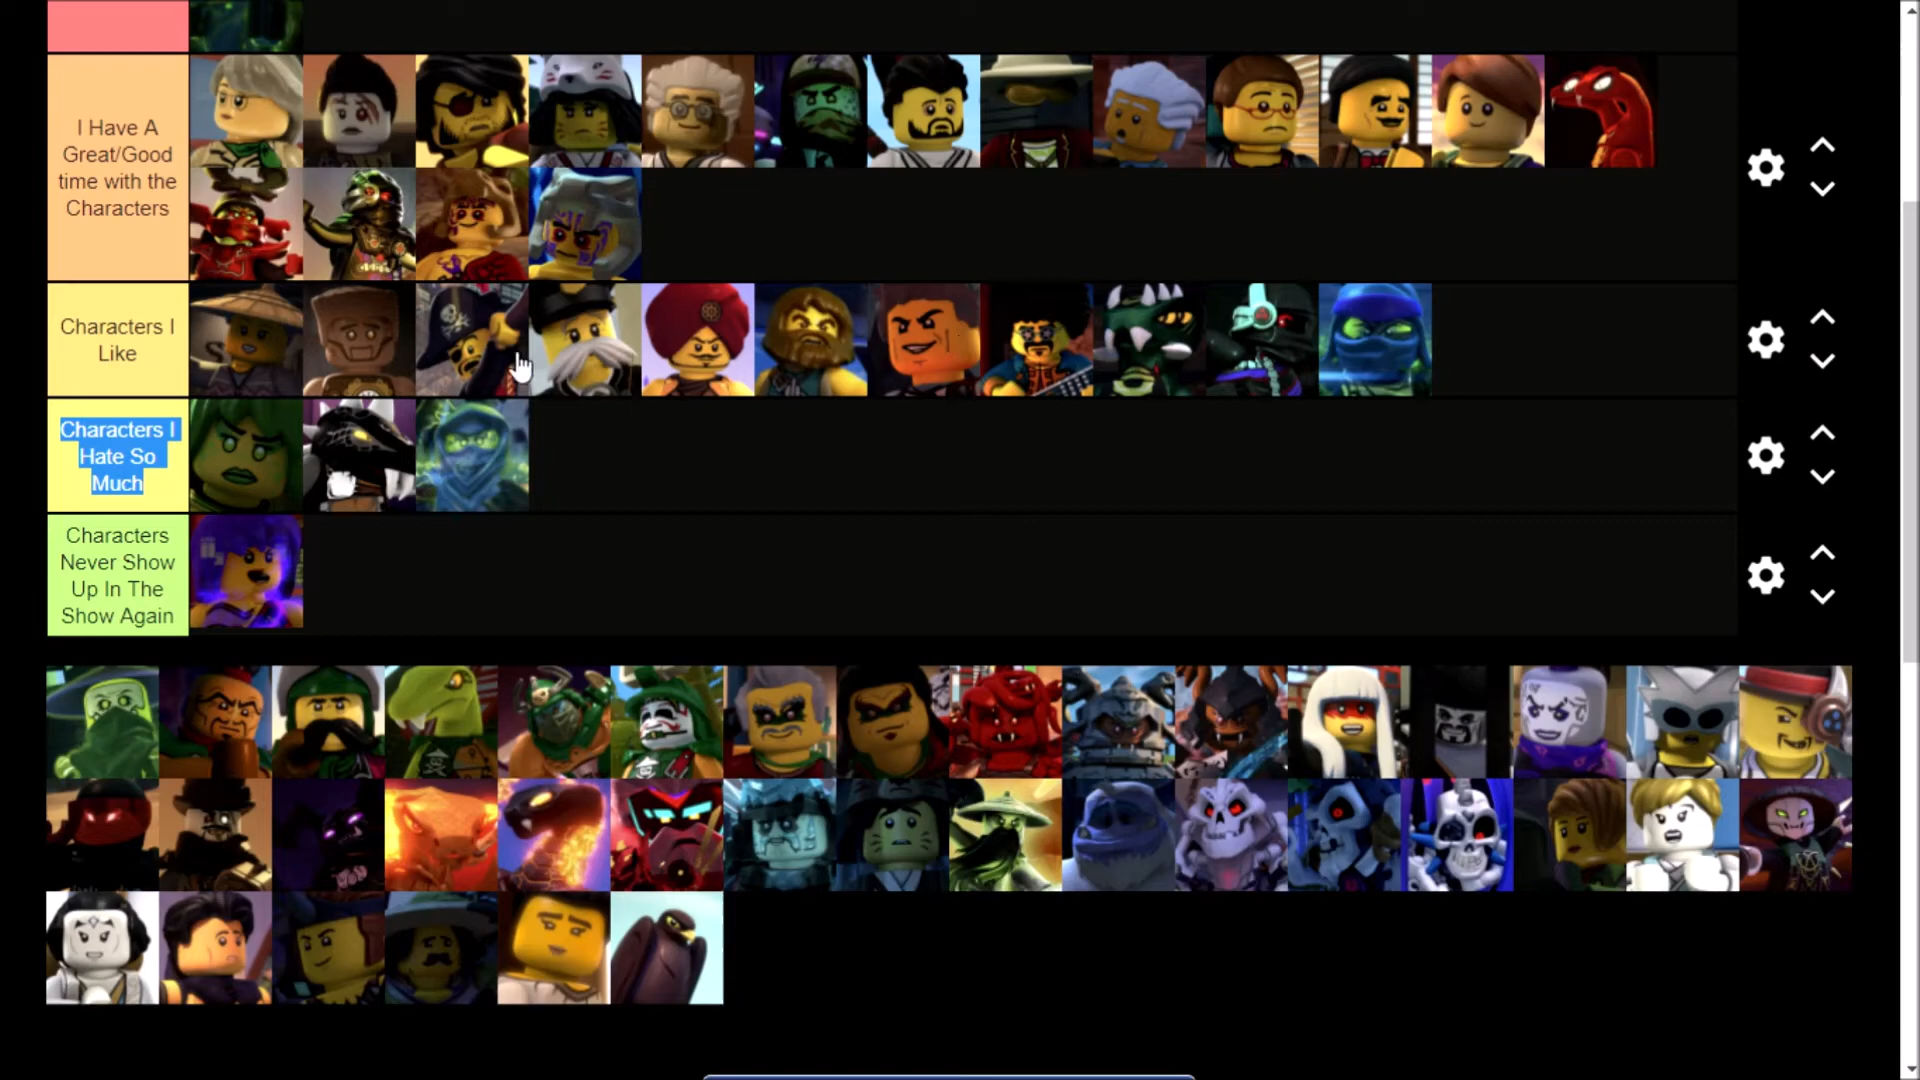 I Have A
Great/Good
time with the
Characters
Characters I
Like
Characters I
Hate So
Much
Characters
Never Show
Up In The
Show Again